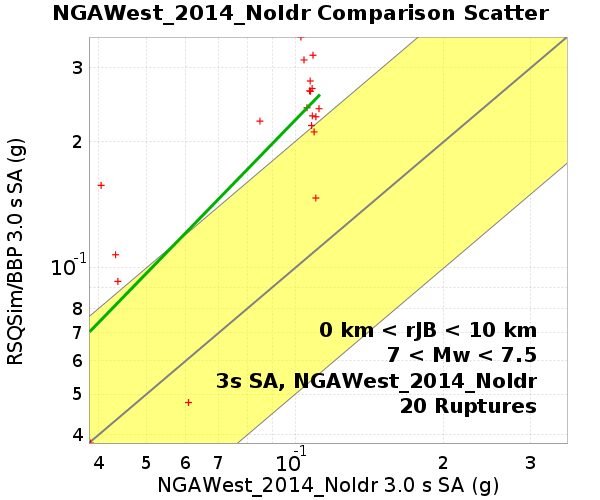 NGAWest_2014_NoIdr Comparison Scatter
RSQSim/BBP 3.0 s SA (g)
3
2
10-1
8
7
6
5
4
0 km < rJB < 10 km
7 < Mw < 7.5
3s SA, NGAWest_2014_NoIdr
20 Ruptures
4 5 6 7 10-1 2 3
NGAWest_2014_NoIdr 3.0 s SA (g)